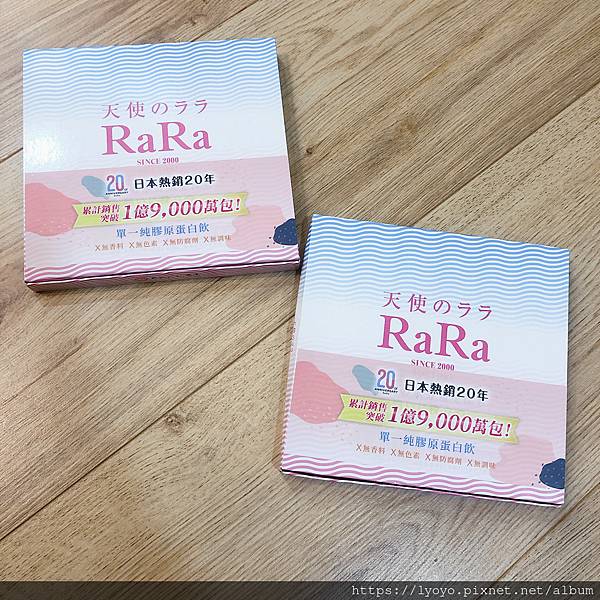 天使のララ
RaRa
SINCE 2000
20
ANNIVERSARY
日本熱銷20年
累計銷售
突破 1億9,000萬包!
單一純膠原蛋白飲
X無香料 X無色素 X無防腐劑 X無調味
天使のララ
RaRa
SINCE 2000
20
ANNIVERSARY
日本熱銷20年
累計銷售
突破 1億9,000萬包!
單一純膠原蛋白飲
X無香料 X無色素 X無防腐劑 X無調味
https://lyoyo.pixnet.net/album